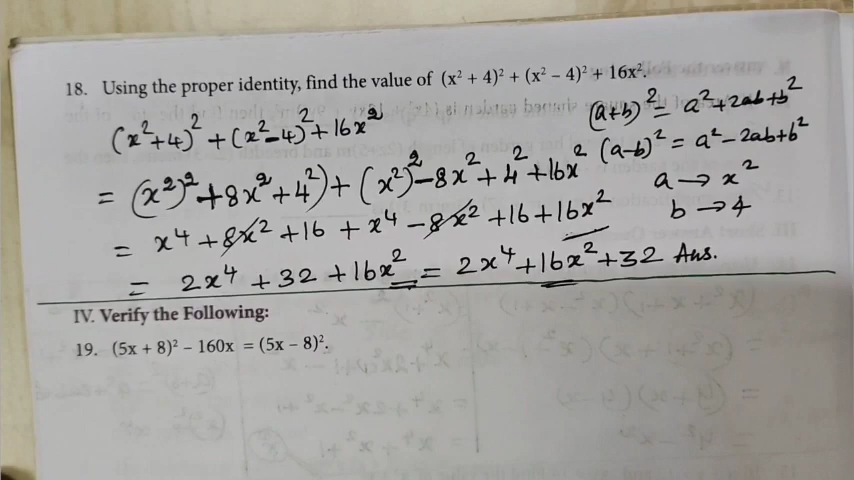 18. Using the proper identity, find the value of (x² + 4)² + (x² – 4)² + 16x².
(x²+4)² + (x²-4)² + 16x²
(a+b)² = a²+2ab+b²
= (x²)² + 8x² + 4²) + (x²)² - 8x² + 4² + 16x²
(a-b)² = a²-2ab+b²
a → x²
= x⁴ + 8x² + 16 + x⁴ - 8x² + 16 + 16x²
b → 4
= 2x⁴ + 32 + 16x² = 2x⁴ + 16x² + 32 Ans.
IV. Verify the Following:
19. (5x + 8)² – 160x = (5x – 8)².